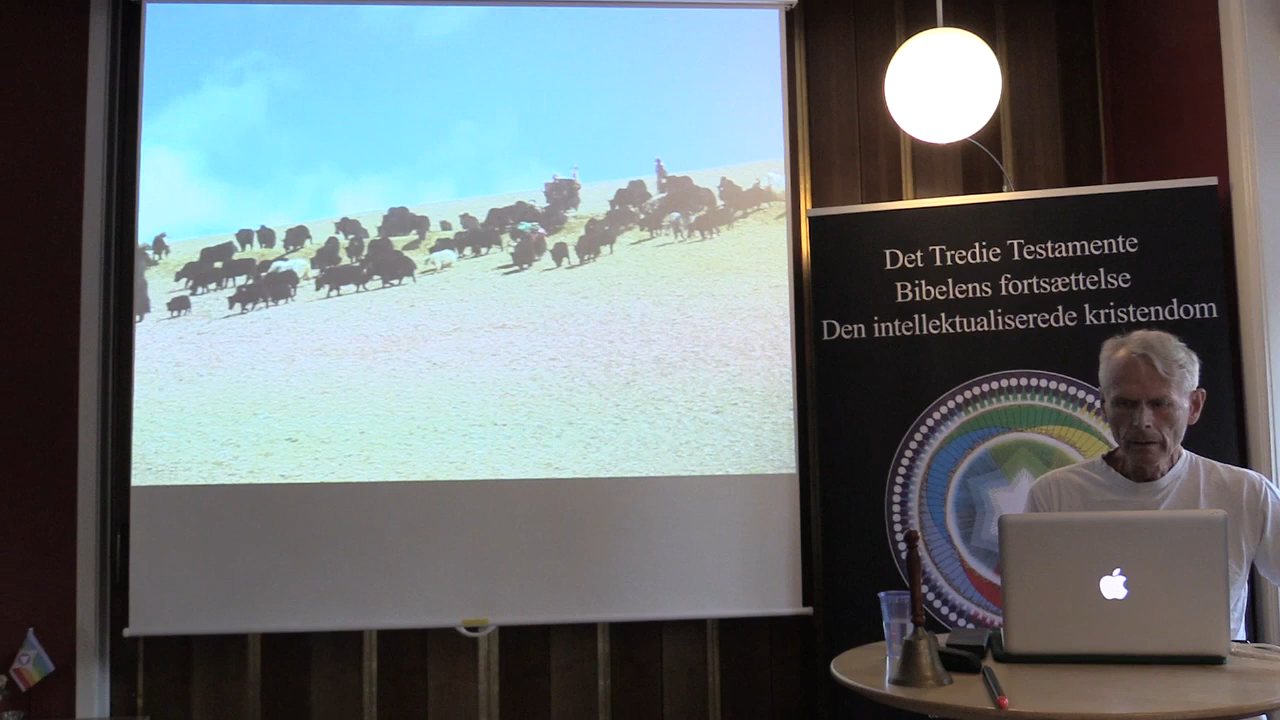 Det Tredie Testamente
Bibelens fortsættelse
Den intellektualiserede kristendom